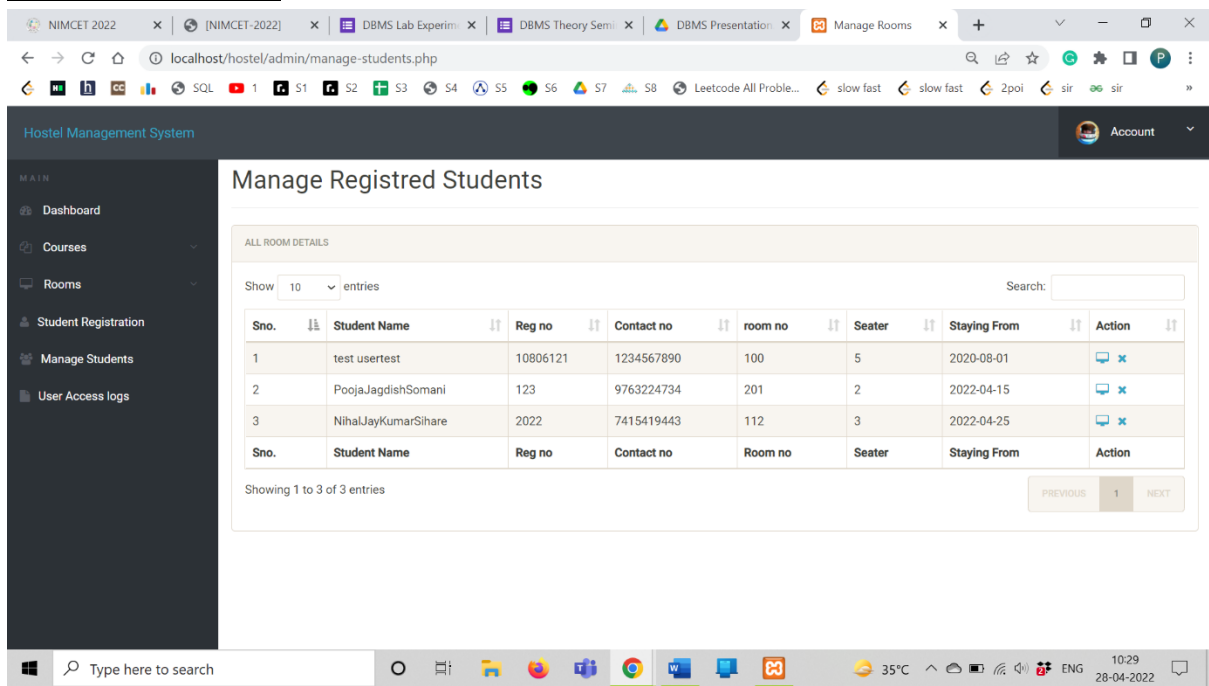 NIMCET 2022 [NIMCET-2022] DBMS Lab Experim DBMS Theory Semi DBMS Presentation Manage Rooms
localhost/hostel/admin/manage-students.php P
SQL 1 S1 S2 S3 S4 S5 S6 S7 S8 Leetcode All Proble... slow fast slow fast 2poi sir sir »
Hostel Management System Account
MAIN
Dashboard
Courses
Rooms
Student Registration
Manage Students
User Access logs
Manage Registred Students
ALL ROOM DETAILS
Show 10 entries Search:
Sno. Student Name Reg no Contact no room no Seater Staying From Action
1 test usertest 10806121 1234567890 100 5 2020-08-01
2 PoojaJagdishSomani 123 9763224734 201 2 2022-04-15
3 NihalJayKumarSihare 2022 7415419443 112 3 2022-04-25
Sno. Student Name Reg no Contact no Room no Seater Staying From Action
Showing 1 to 3 of 3 entries PREVIOUS 1 NEXT
Type here to search 35°C ENG 10:29
28-04-2022